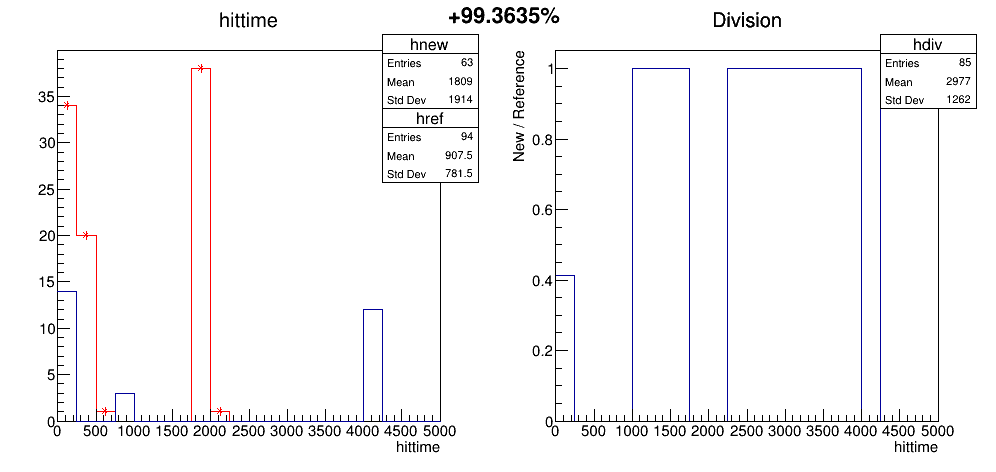 +99.3635%
hittime
hnew
Entries 63
Mean 1809
Std Dev 1914
href
Entries 94
Mean 907.5
Std Dev 781.5
35
30
25
20
15
10
5
0
0 500 1000 1500 2000 2500 3000 3500 4000 4500 5000
hittime
Division
hdiv
Entries 85
Mean 2977
Std Dev 1262
New / Reference
1
0.8
0.6
0.4
0.2
0
0 500 1000 1500 2000 2500 3000 3500 4000 4500 5000
hittime